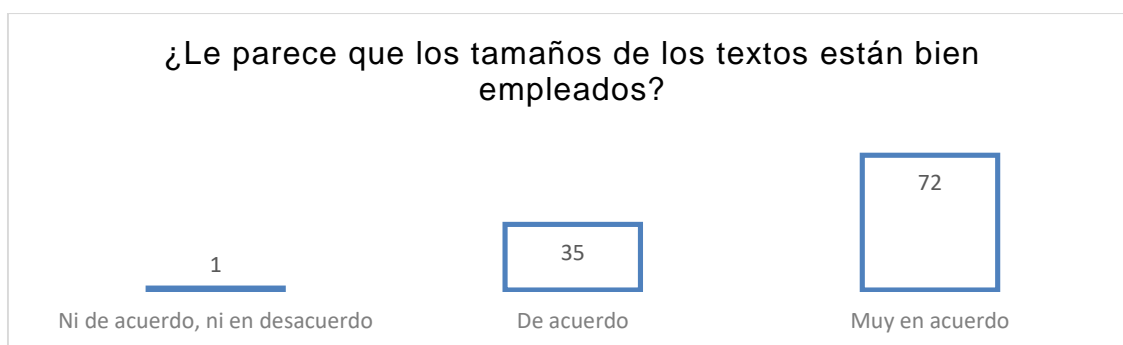 ¿Le parece que los tamaños de los textos están bien
empleados?
72
35
1
Ni de acuerdo, ni en desacuerdo
De acuerdo
Muy en acuerdo